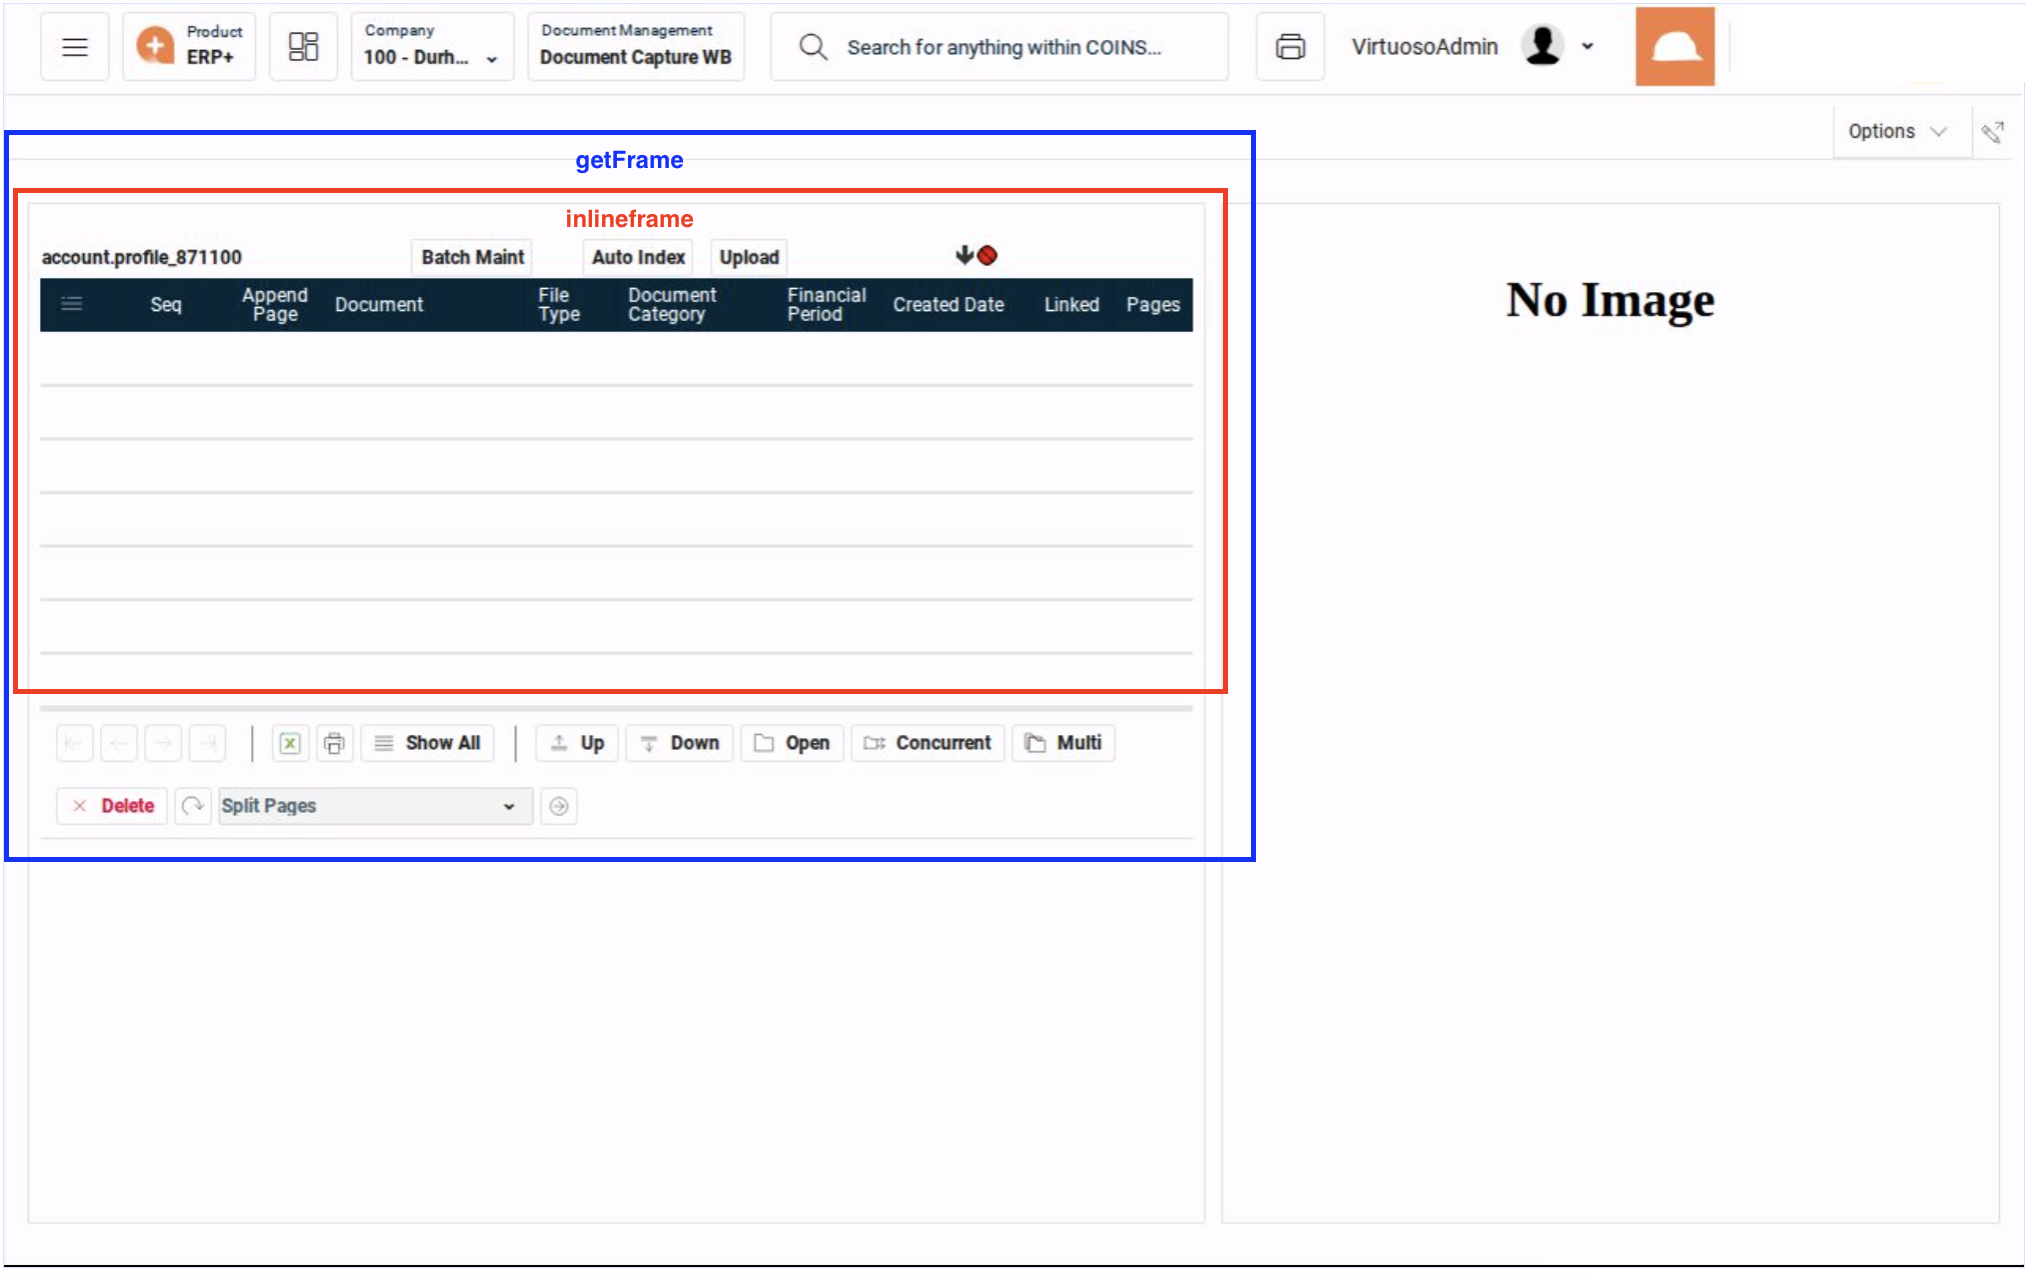 Product
ERP+
Company
100 - Durh...
Document Management
Document Capture WB
Search for anything within COINS...
VirtuosoAdmin
Options
getFrame
inlineframe
account.profile_871100
Batch Maint
Auto Index
Upload
Seq
Append
Page
Document
File
Type
Document
Category
Financial
Period
Created Date
Linked
Pages
No Image
Show All
Up
Down
Open
Concurrent
Multi
Delete
Split Pages